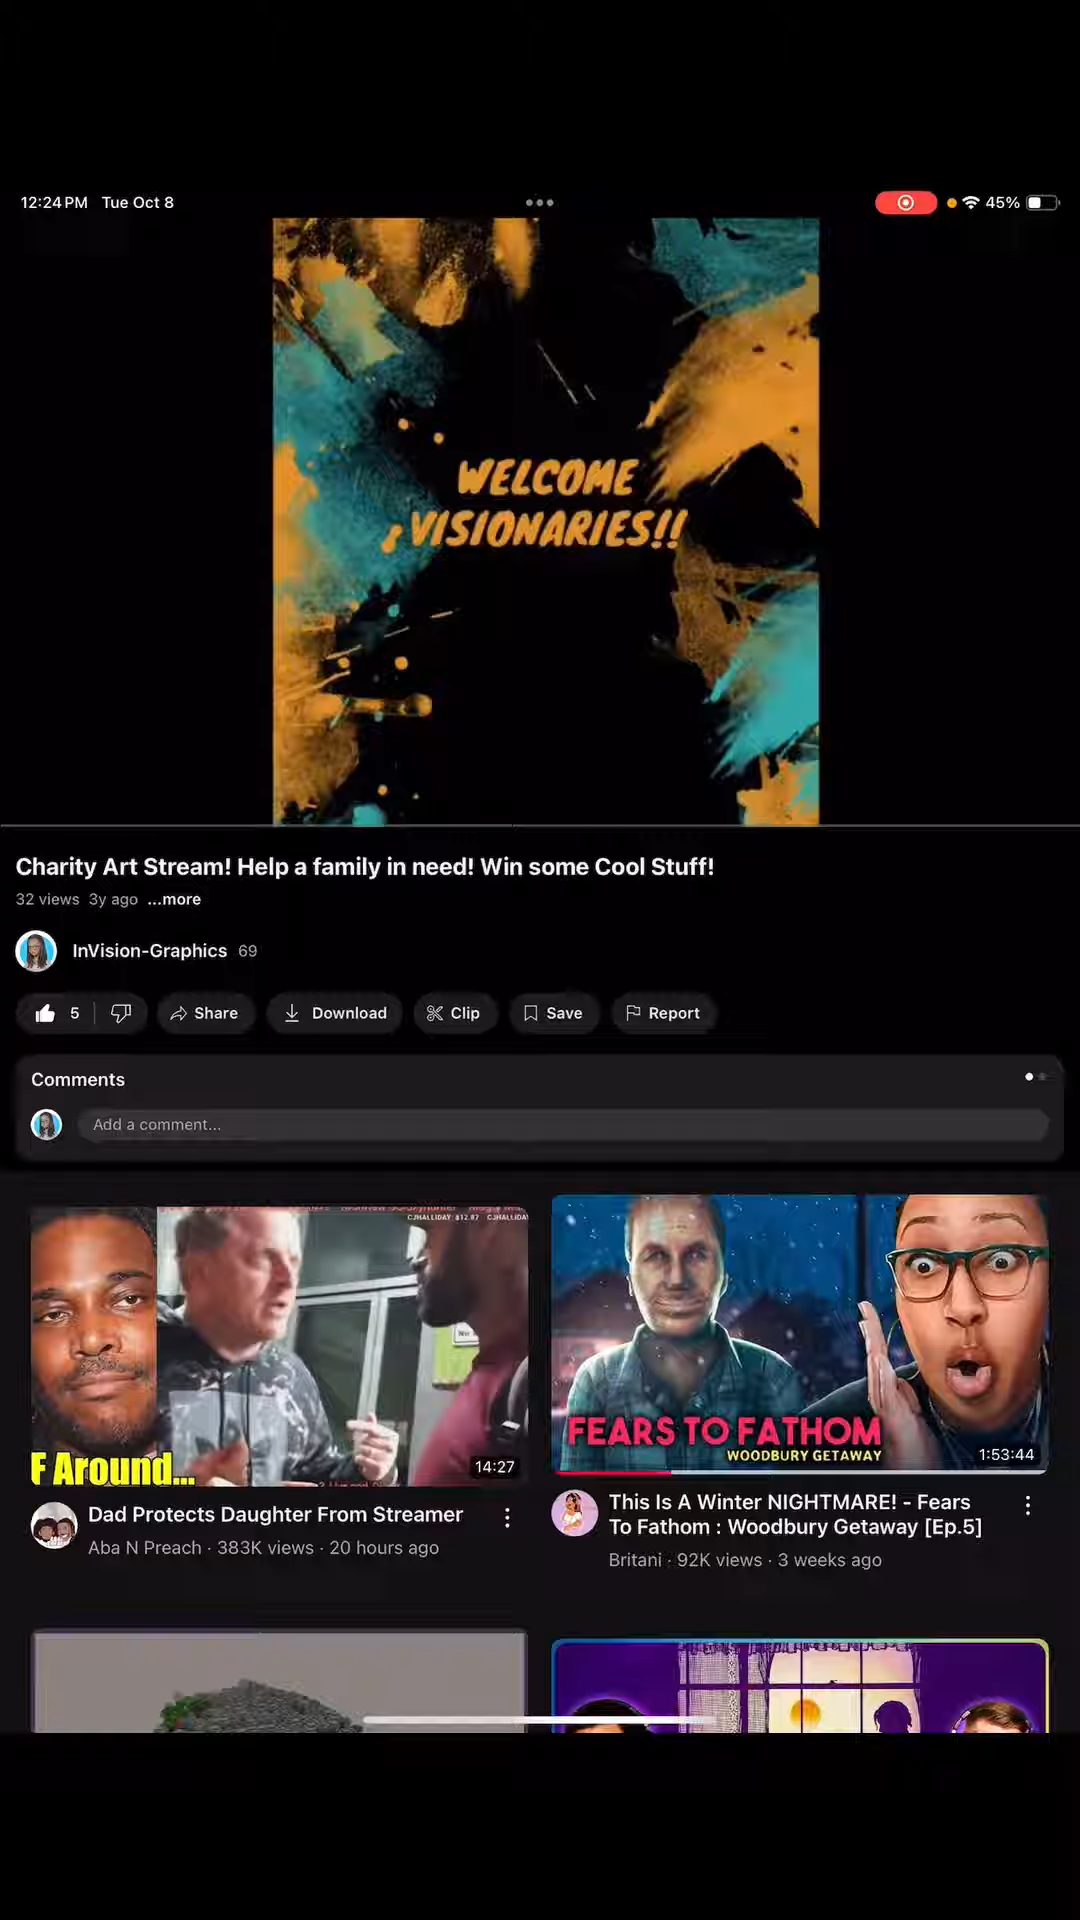 12:24 PM Tue Oct 8
45%
WELCOME
VISIONARIES!!
Charity Art Stream! Help a family in need! Win some Cool Stuff!
32 views 3y ago ...more
InVision-Graphics 69
5 Share Download Clip Save Report
Comments
Add a comment...
CJHALLIDAY: $12.87 CJHALLIDA
F Around...
14:27
Dad Protects Daughter From Streamer
Aba N Preach · 383K views · 20 hours ago
FEARS TO FATHOM
WOODBURY GETAWAY
1:53:44
This Is A Winter NIGHTMARE! - Fears
To Fathom : Woodbury Getaway [Ep.5]
Britani · 92K views · 3 weeks ago